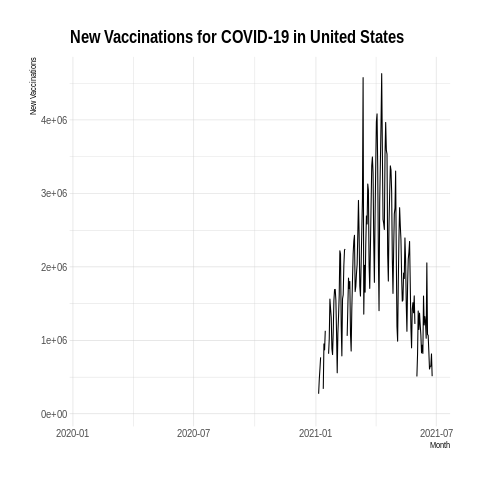 New Vaccinations for COVID-19 in United States
New Vaccinations
4e+06
3e+06
2e+06
1e+06
0e+00
2020-01
2020-07
2021-01
2021-07
Month